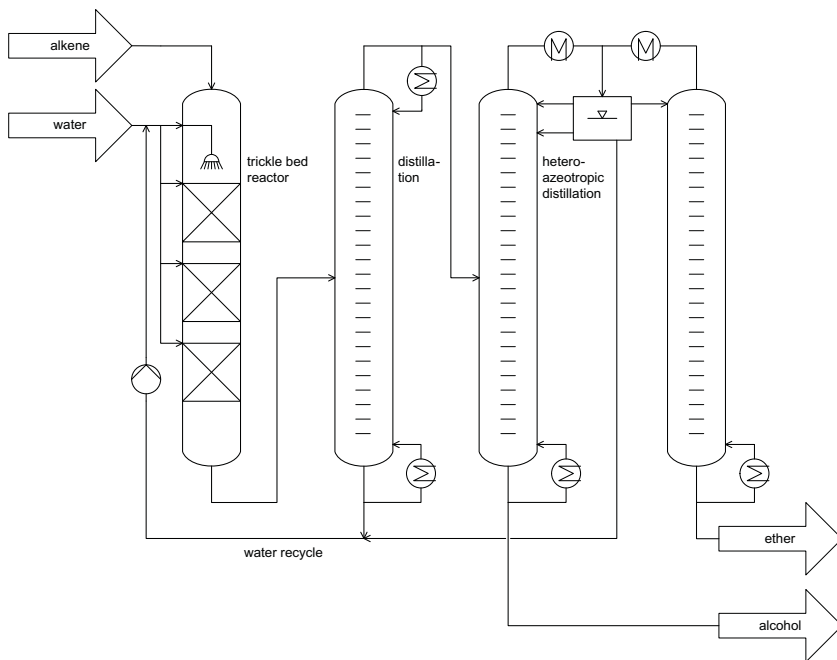 alkene
water
trickle bed
reactor
distilla-
tion
hetero-
azeotropic
distillation
water recycle
ether
alcohol